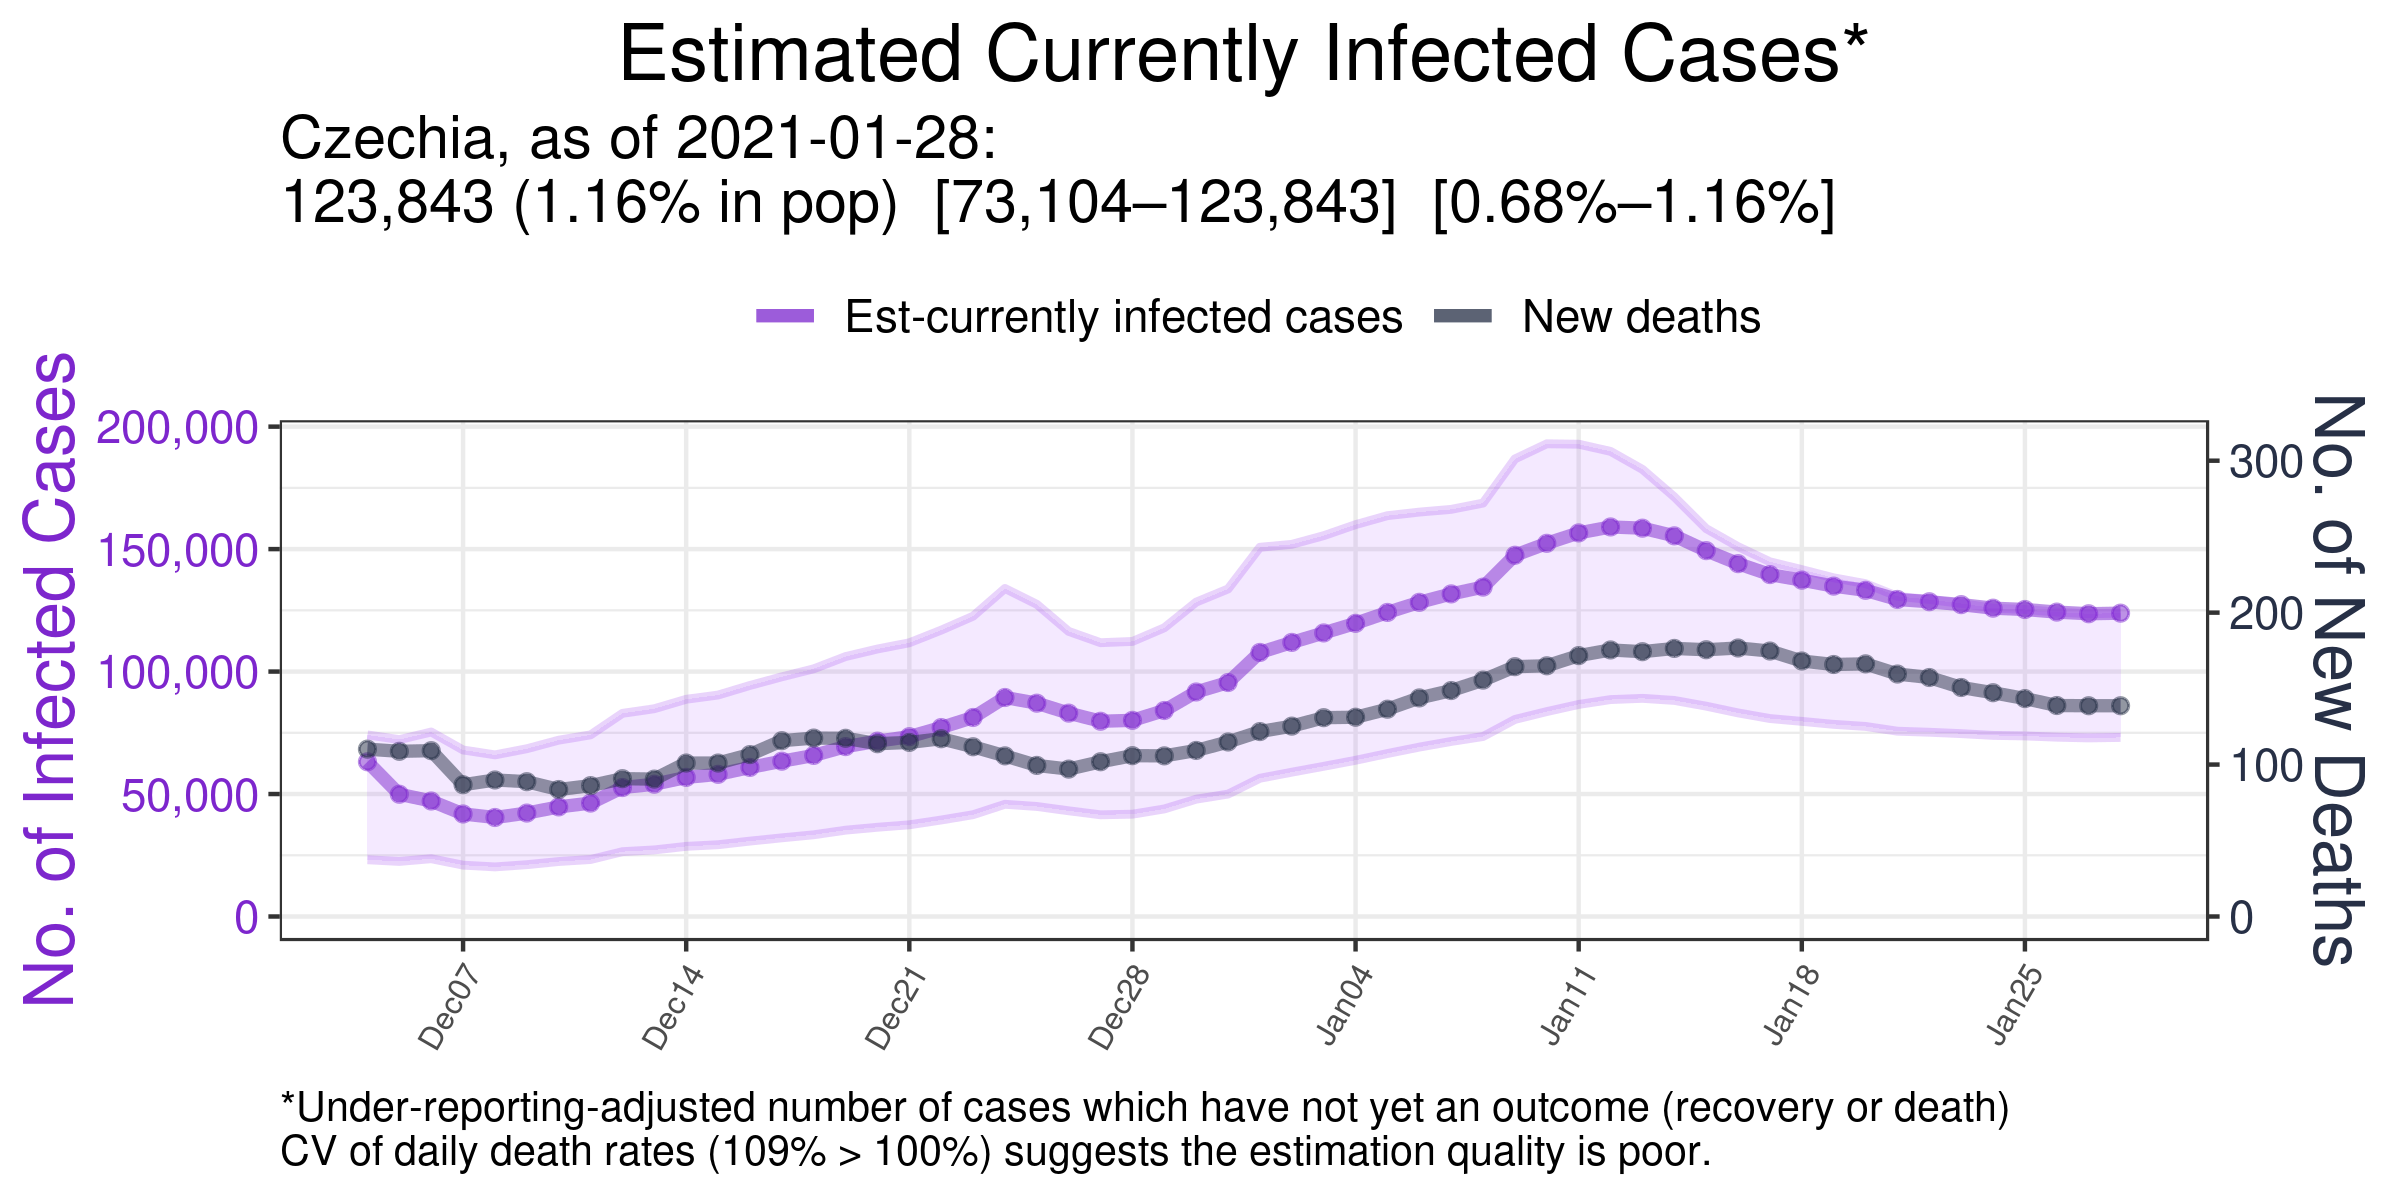 Estimated Currently Infected Cases*
Czechia, as of 2021-01-28:
123,843 (1.16% in pop)  [73,104–123,843]  [0.68%–1.16%]
Est-currently infected cases
New deaths
No. of Infected Cases
200,000
150,000
100,000
50,000
0
300
200
100
0
No. of New Deaths
Dec07
Dec14
Dec21
Dec28
Jan04
Jan11
Jan18
Jan25
*Under-reporting-adjusted number of cases which have not yet an outcome (recovery or death)
CV of daily death rates (109% > 100%) suggests the estimation quality is poor.